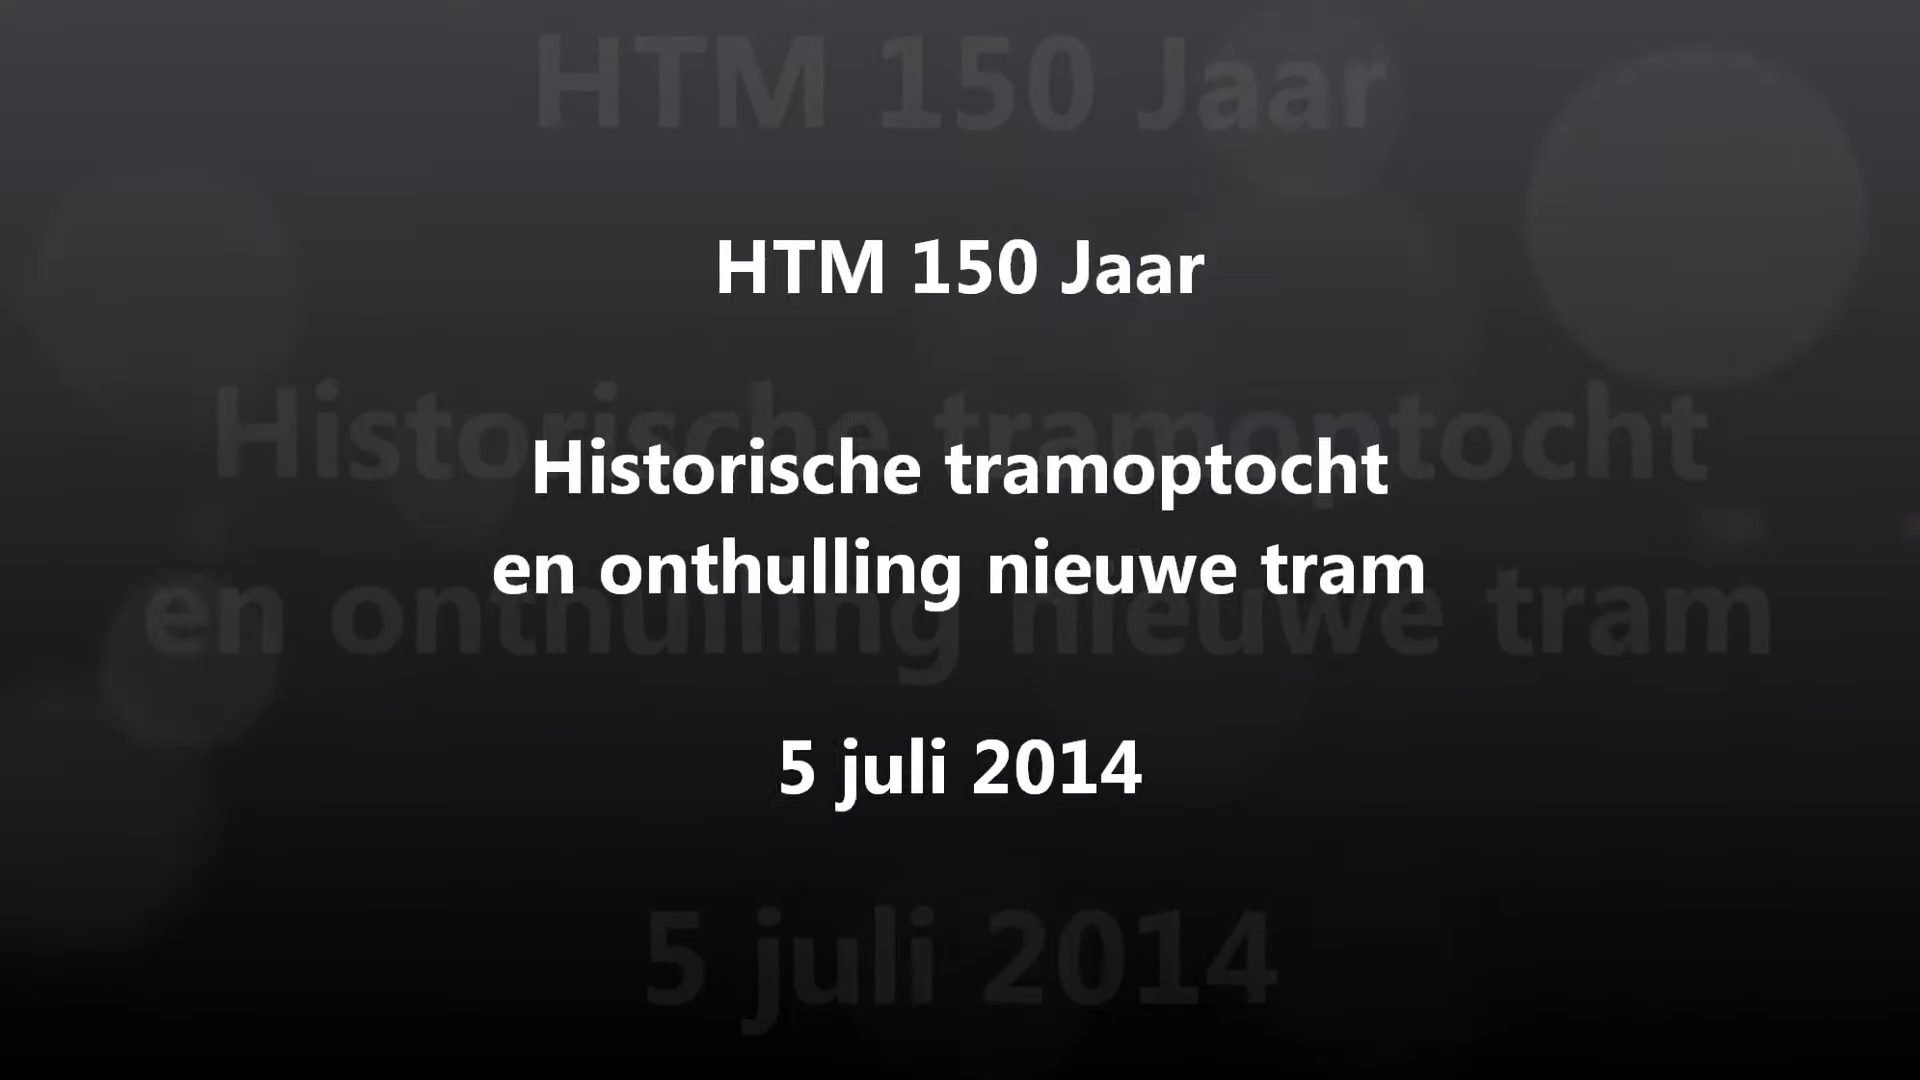 HTM 150 Jaar
Historische tramoptocht
en onthulling nieuwe tram
5 juli 2014